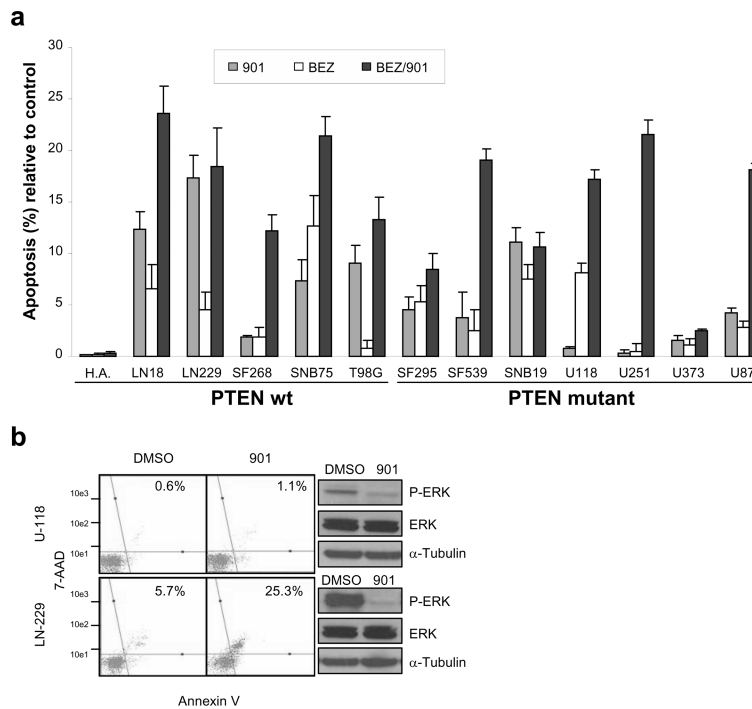 a
30
25
20
15
10
5
0
Apoptosis (%) relative to control
901 BEZ BEZ/901
H.A. LN18 LN229 SF268 SNB75 T98G SF295 SF539 SNB19 U118 U251 U373 U87
PTEN wt PTEN mutant
b
DMSO 901
U-118
LN-229
7-AAD
10e3
10e2
10e1
0.6% 1.1%
DMSO 901
P-ERK
ERK
α-Tubulin
10e3
10e2
10e1
5.7% 25.3%
DMSO 901
P-ERK
ERK
α-Tubulin
Annexin V